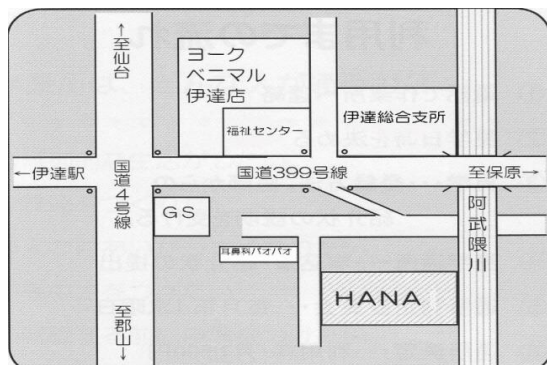 ↑至仙台
ヨーク
ベニマル
伊達店
福祉センター
伊達総合支所
←伊達駅
国道4号線
国道399号線
至保原→
GS
耳鼻科パオパオ
阿武隈川
HANA
至郡山↓